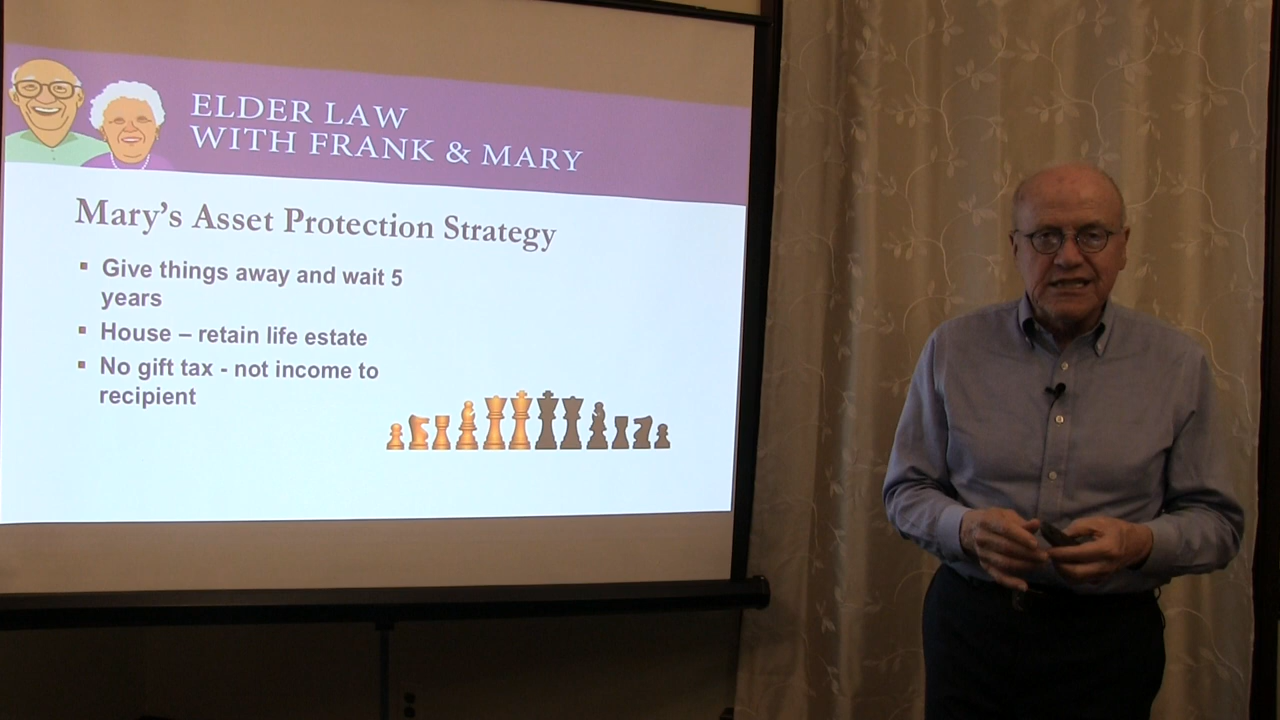 ELDER LAW
WITH FRANK & MARY
Mary's Asset Protection Strategy
Give things away and wait 5
years
House – retain life estate
No gift tax - not income to
recipient